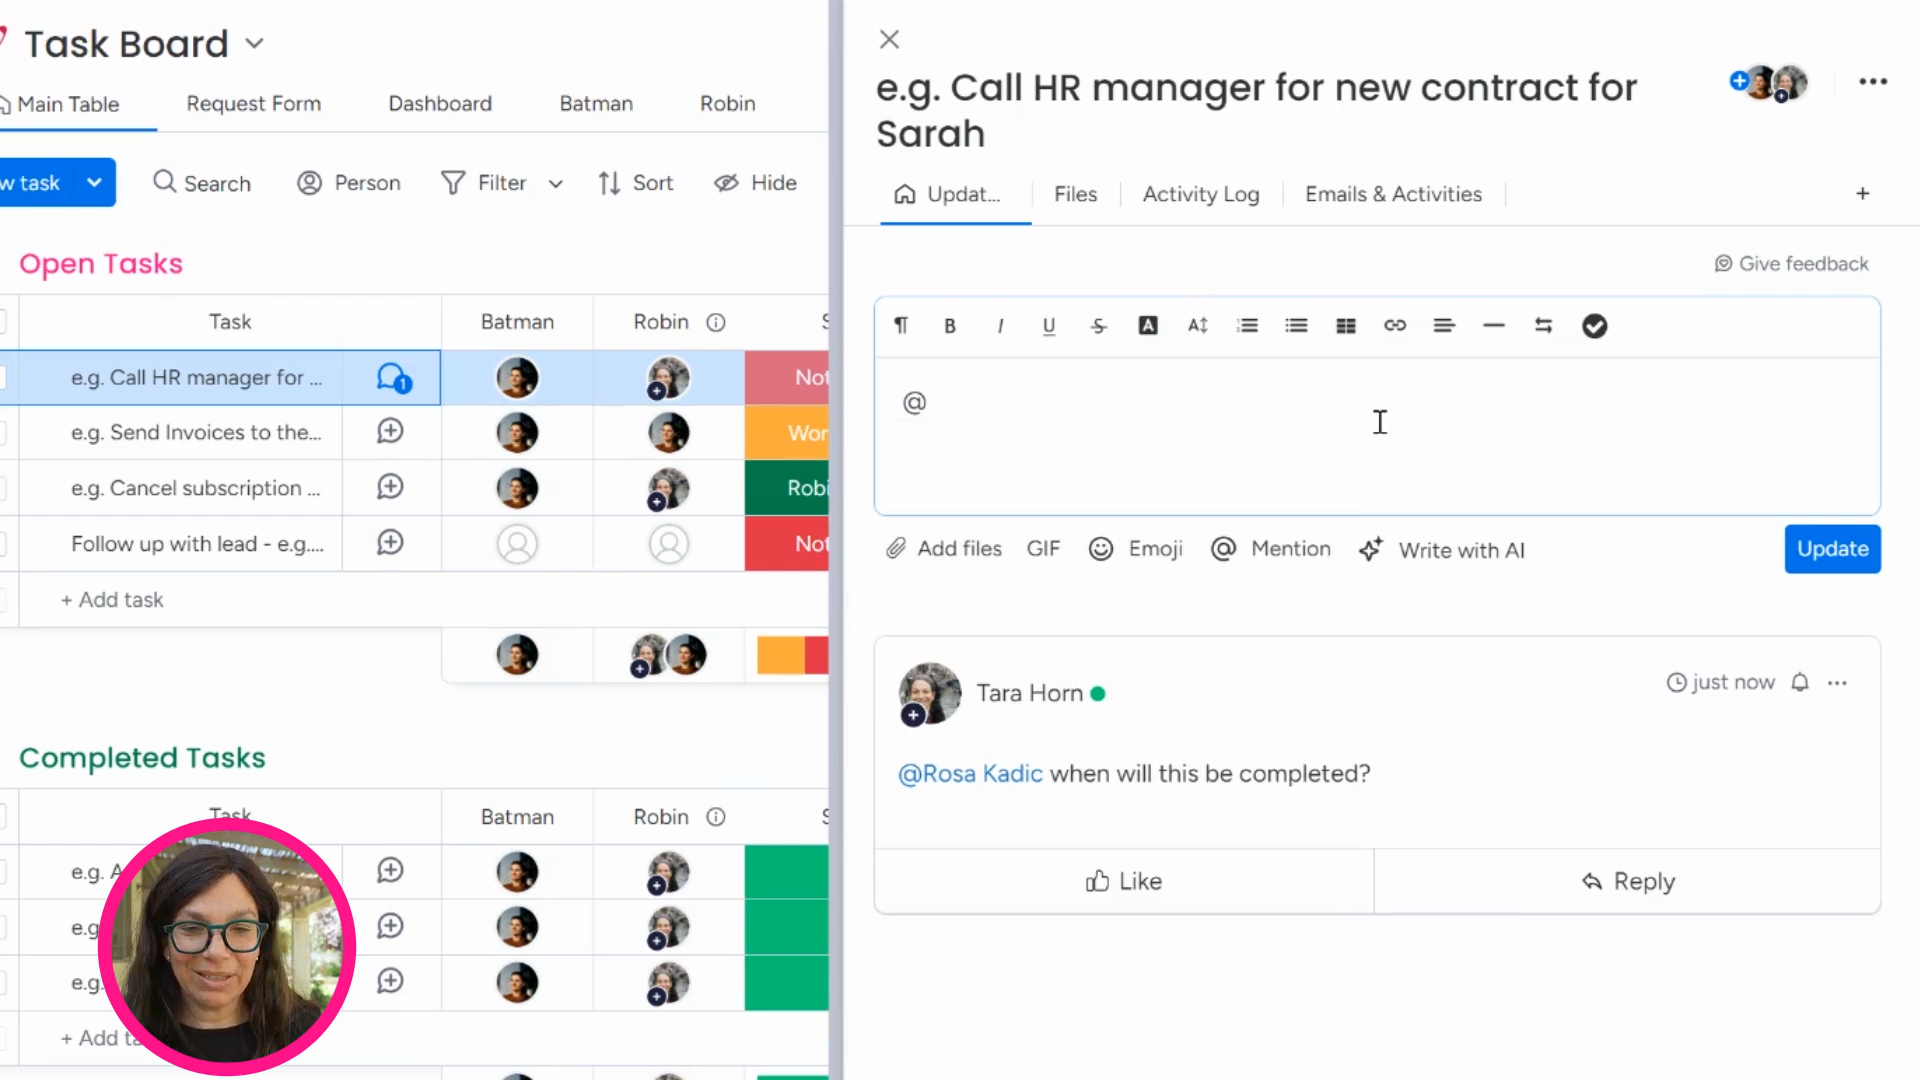 Task Board
Main Table Request Form Dashboard Batman Robin
w task Search Person Filter Sort Hide
Open Tasks
Task Batman Robin S
e.g. Call HR manager for ... 1 Not
e.g. Send Invoices to the... Wor
e.g. Cancel subscription ... Robi
Follow up with lead - e.g.... Not
+ Add task
Completed Tasks
Task Batman Robin S
e.g. A
e.g.
e.g.
+ Add ta
e.g. Call HR manager for new contract for
Sarah
Updat... Files Activity Log Emails & Activities +
Give feedback
B I U S A A
@
Add files GIF Emoji @ Mention Write with AI Update
Tara Horn just now
@Rosa Kadic when will this be completed?
Like Reply